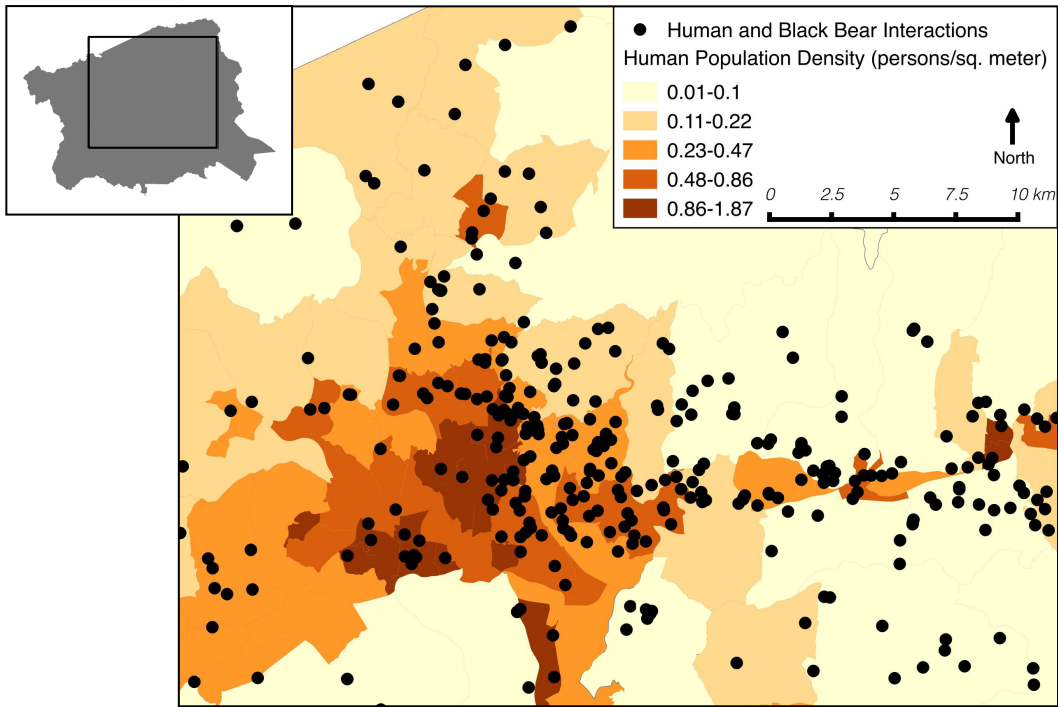 Human and Black Bear Interactions
Human Population Density (persons/sq. meter)
0.01-0.1
0.11-0.22
0.23-0.47
0.48-0.86
0.86-1.87
North
0 2.5 5 7.5 10 km